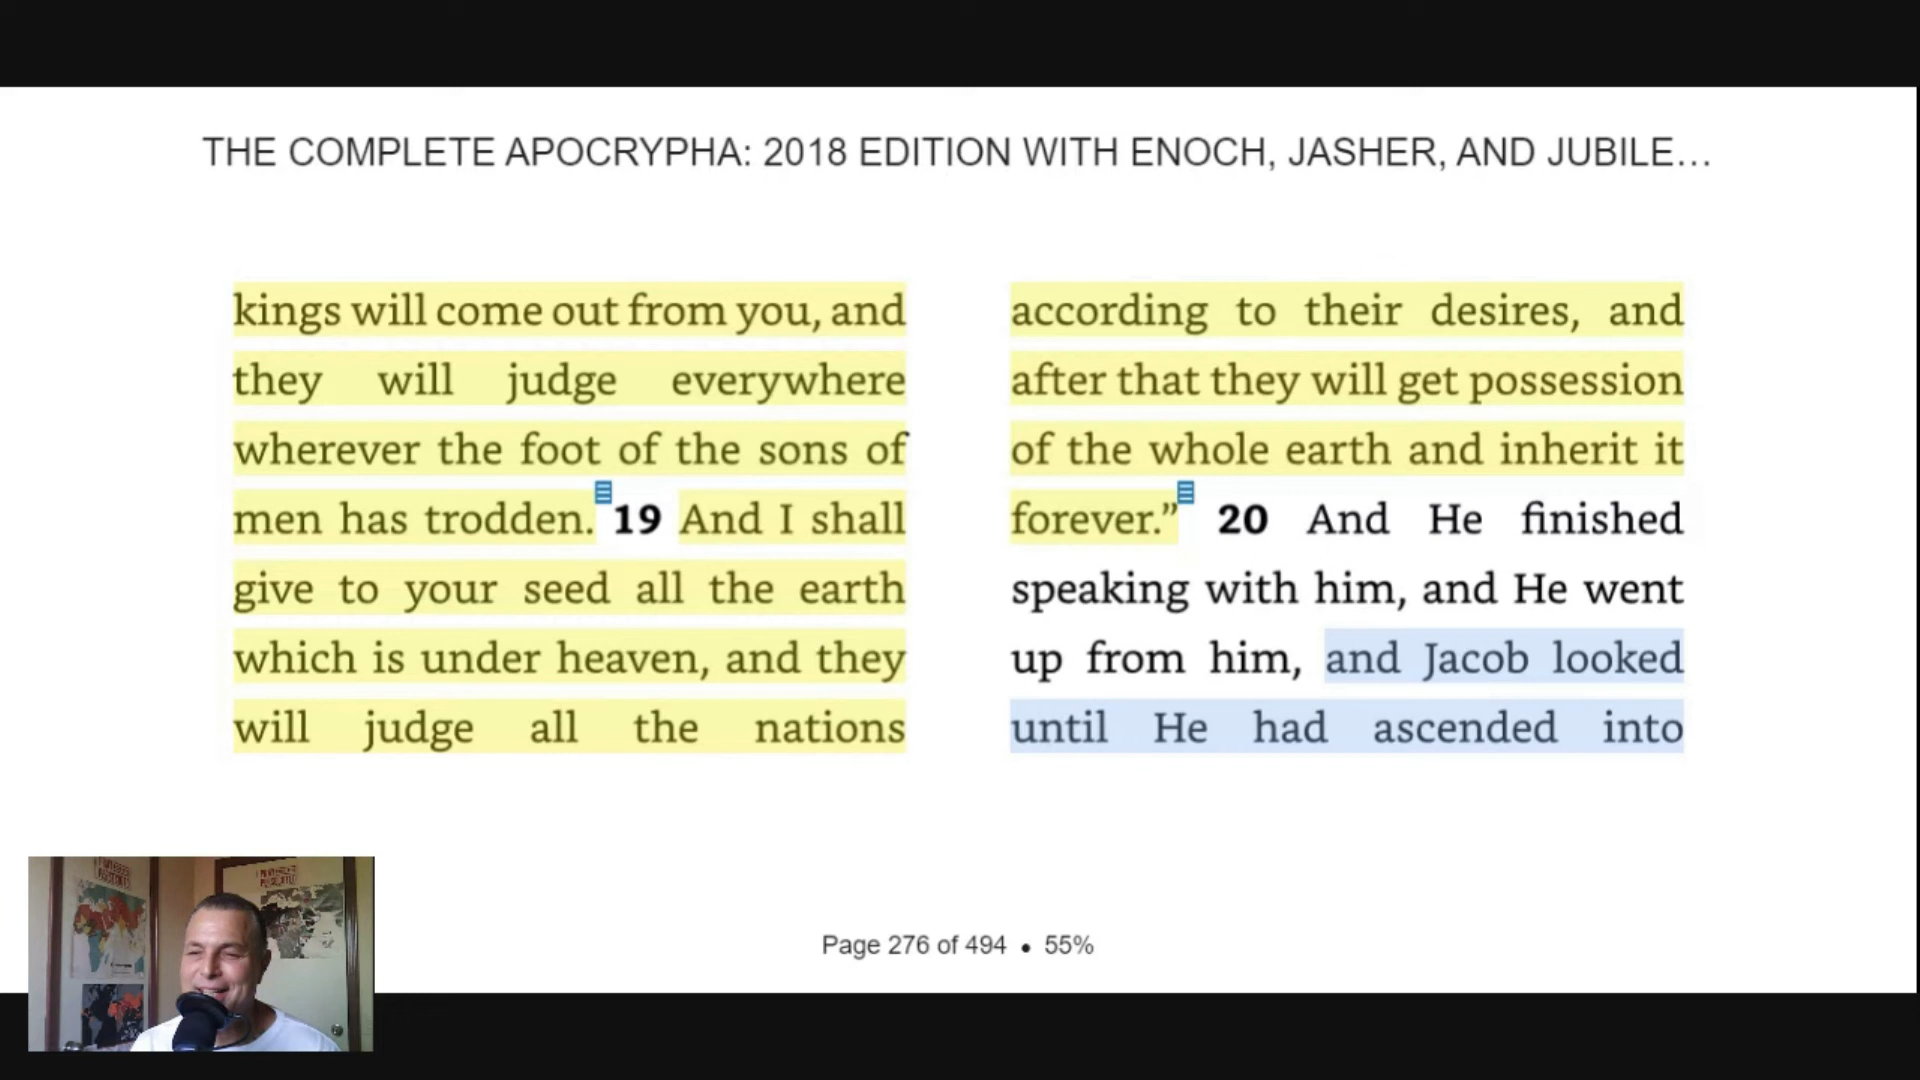 THE COMPLETE APOCRYPHA: 2018 EDITION WITH ENOCH, JASHER, AND JUBILE...
kings will come out from you, and
they will judge everywhere
wherever the foot of the sons of
men has trodden. 19 And I shall
give to your seed all the earth
which is under heaven, and they
will judge all the nations
according to their desires, and
after that they will get possession
of the whole earth and inherit it
forever.” 20 And He finished
speaking with him, and He went
up from him, and Jacob looked
until He had ascended into
Page 276 of 494 • 55%